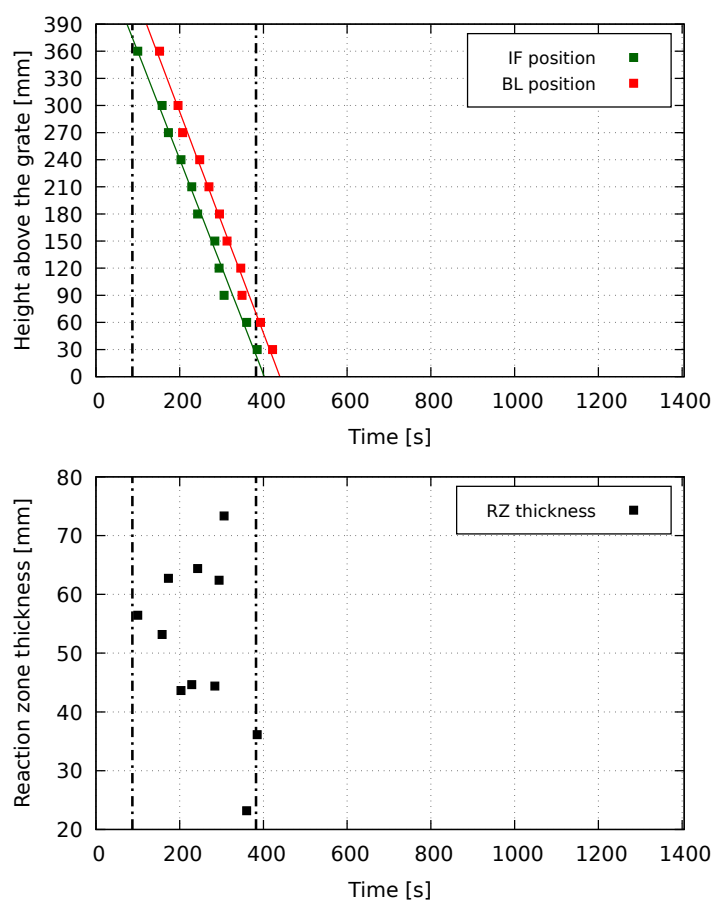 390
360
300
270
240
210
180
150
120
90
60
30
0
Height above the grate [mm]
IF position
BL position
0 200 400 600 800 1000 1200 1400
Time [s]
80
70
60
50
40
30
20
Reaction zone thickness [mm]
RZ thickness
0 200 400 600 800 1000 1200 1400
Time [s]